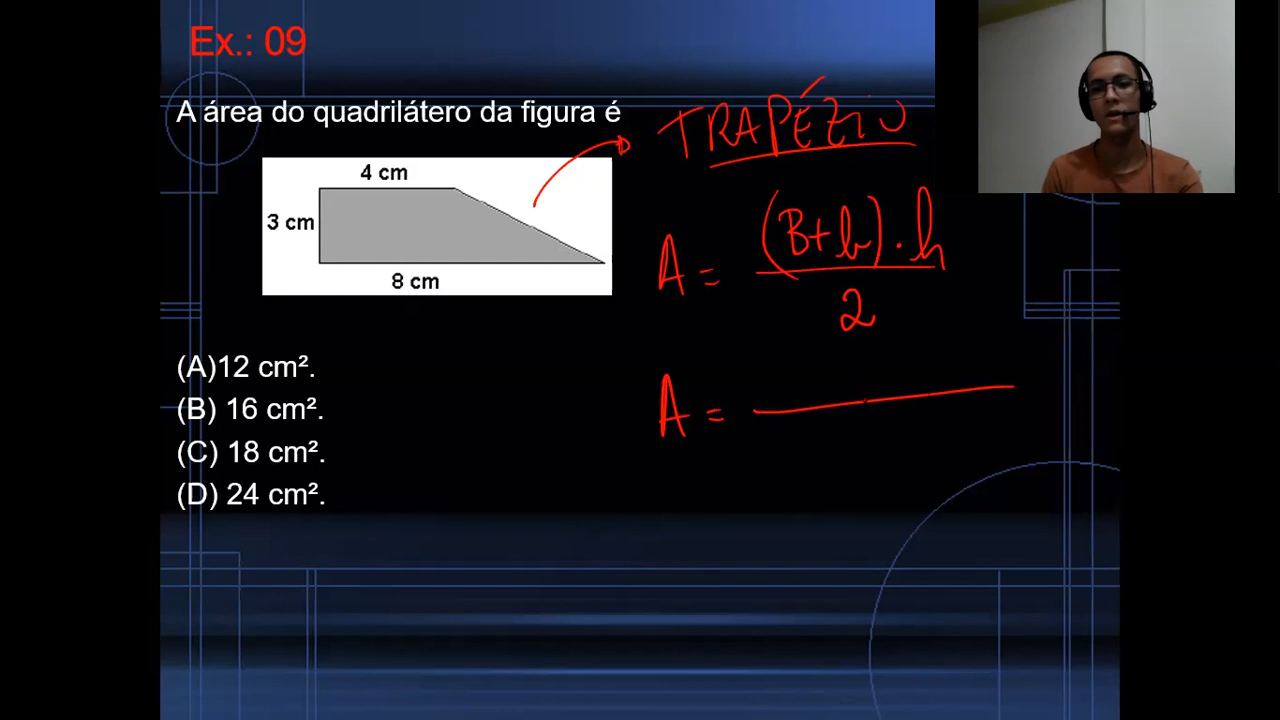 Ex.: 09
A área do quadrilátero da figura é
4 cm
3 cm
8 cm
TRAPÉZIO
A = (B+b).h
2
A =
(A)12 cm².
(B) 16 cm².
(C) 18 cm².
(D) 24 cm².